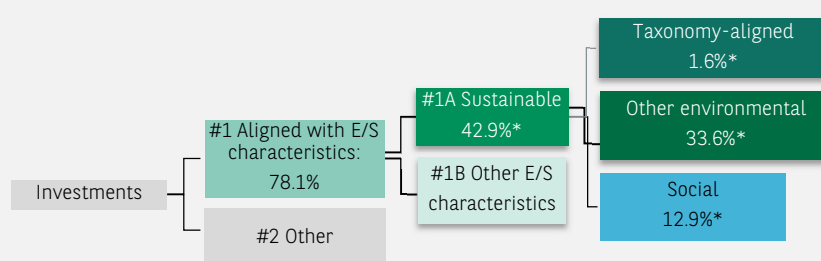 Taxonomy-aligned
1.6%*
#1A Sustainable
42.9%*
Other environmental
33.6%*
#1 Aligned with E/S
characteristics:
78.1%
#1B Other E/S
characteristics
Investments
Social
12.9%*
#2 Other